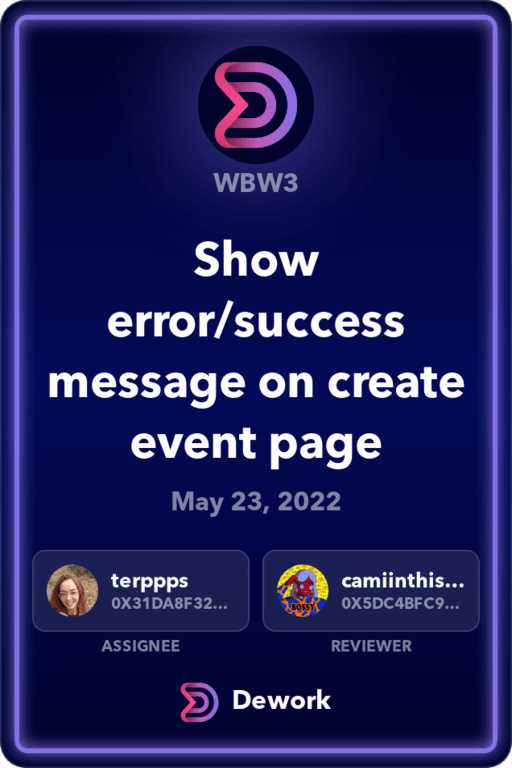 WBW3
Show
error/success
message on create
event page
May 23, 2022
terppps
0X31DA8F32...
ASSIGNEE
camiinthis...
0X5DC4BFC9...
BOSSY
REVIEWER
Dework